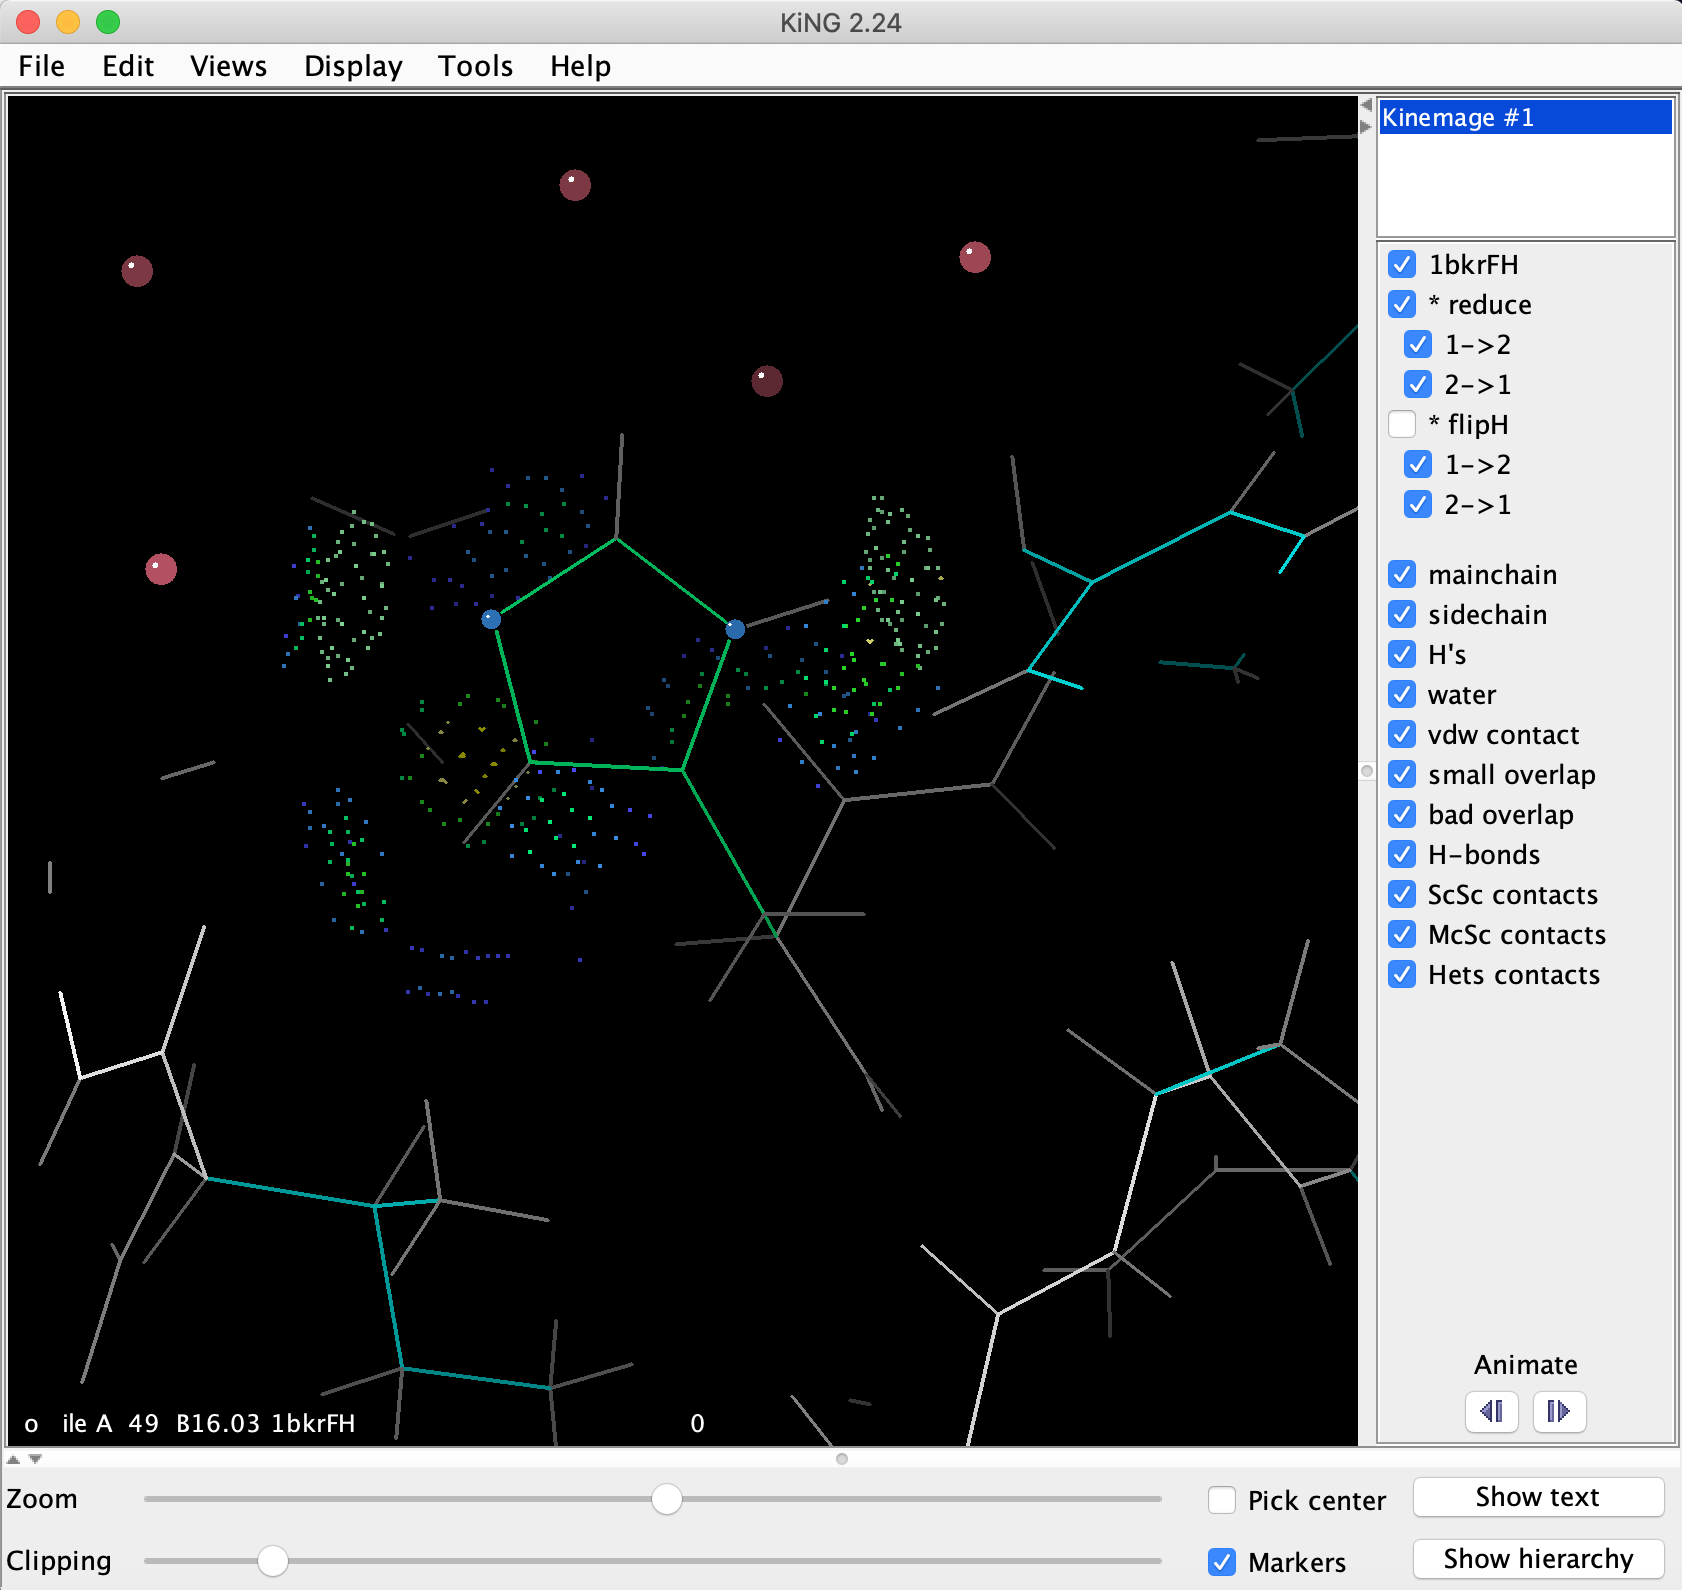 KiNG 2.24
File Edit Views Display Tools Help
Kinemage #1
1bkrFH
* reduce
1->2
2->1
* flipH
1->2
2->1
mainchain
sidechain
H's
water
vdw contact
small overlap
bad overlap
H-bonds
ScSc contacts
McSc contacts
Hets contacts
Animate
o ile A 49 B16.03 1bkrFH 0
Zoom Pick center Show text
Clipping Markers Show hierarchy